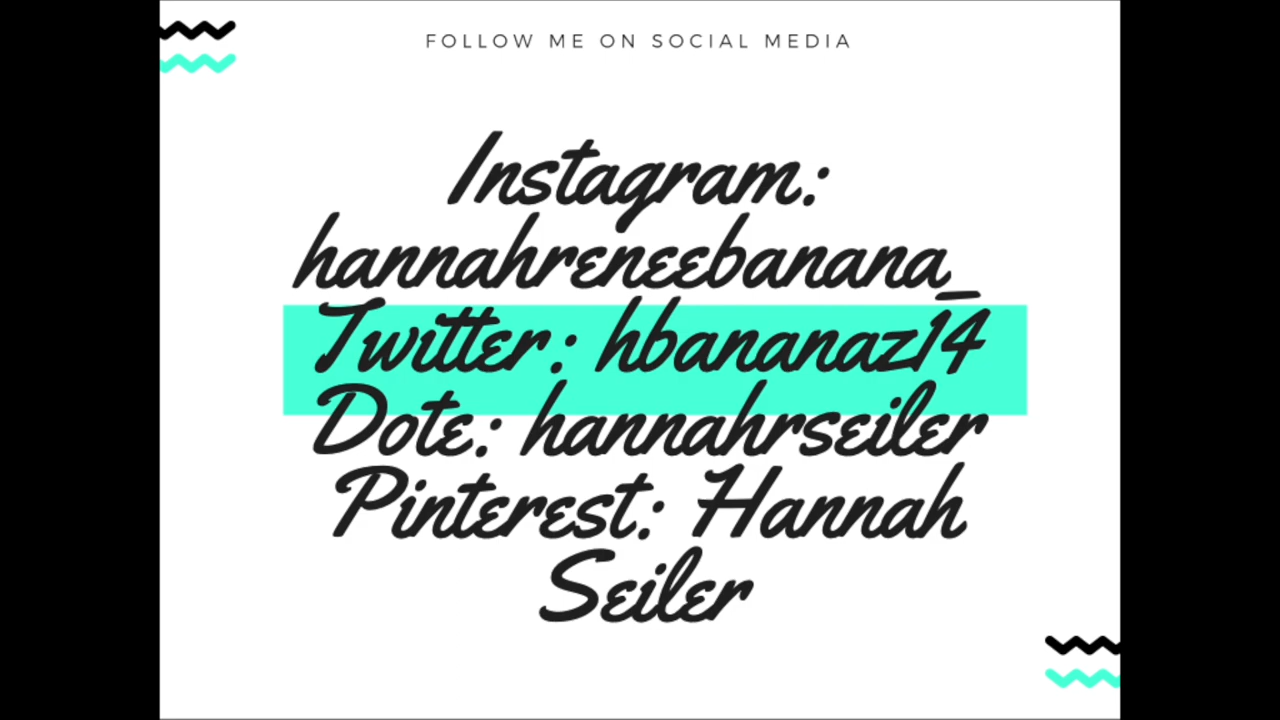 FOLLOW ME ON SOCIAL MEDIA
Instagram:
hannahreneebanana_
Twitter: hbananaz14
Dote: hannahrseiler
Pinterest: Hannah
Seiler